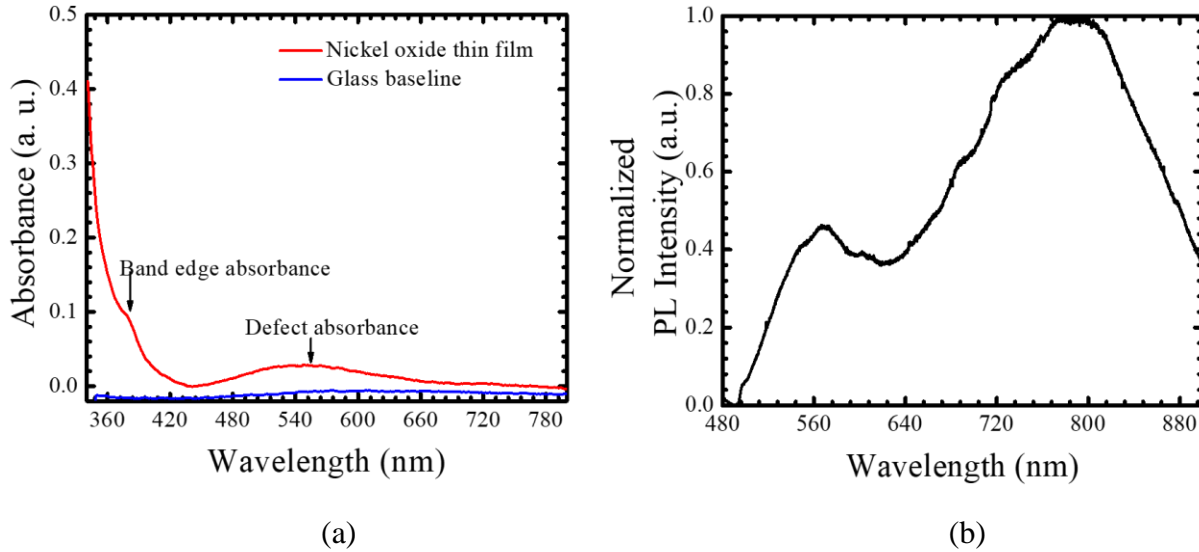 0.5
0.4
0.3
0.2
0.1
0.0
Absorbance (a. u.)
Nickel oxide thin film
Glass baseline
Band edge absorbance
Defect absorbance
360 420 480 540 600 660 720 780
Wavelength (nm)
(a)
1.0
0.8
0.6
0.4
0.2
0.0
Normalized
PL Intensity (a.u.)
480 560 640 720 800 880
Wavelength (nm)
(b)